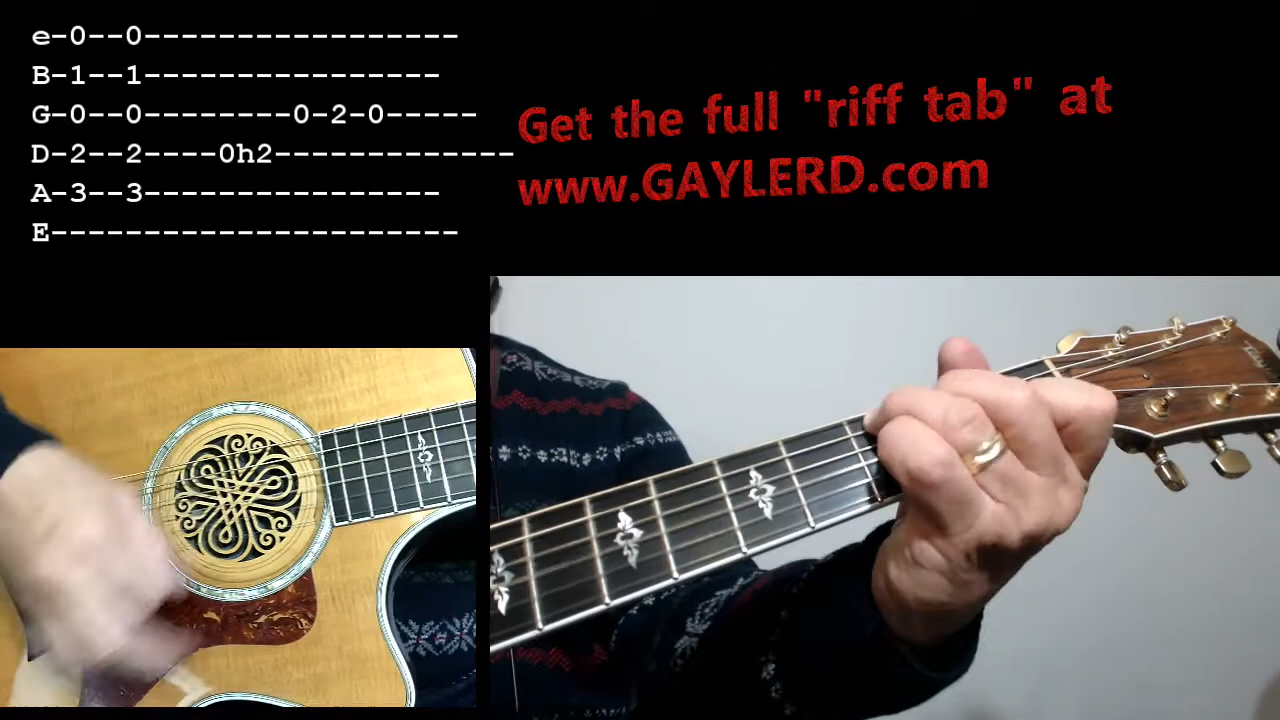 e-0--0-----------------
B-1--1----------------
G-0--0--------0-2-0-----
D-2--2----0h2-------------
A-3--3----------------
E----------------------
Get the full "riff tab" at
www.GAYLERD.com